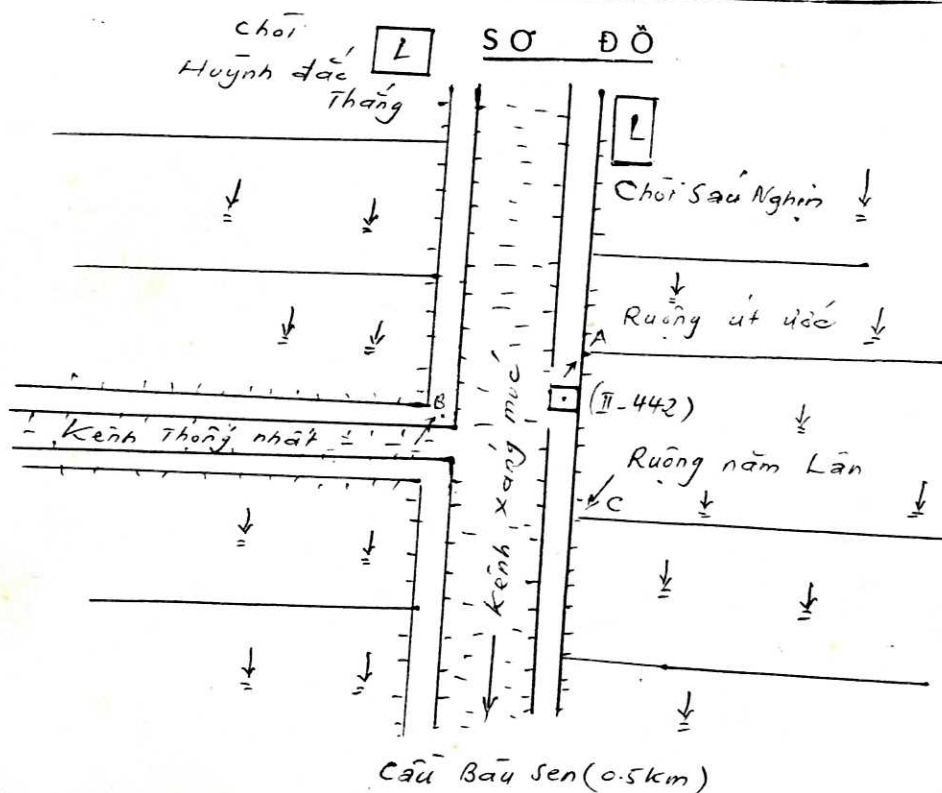 SƠ ĐỒ
Chòi
Huỳnh đắc
Thắng
L
L
Chòi Sáu Nghịn
Ruộng út ước
A
(II-442)
B
Kênh Thống nhất
Kênh xáng múc
Ruộng năm Lân
C
Cầu Bàu Sen (0.5km)